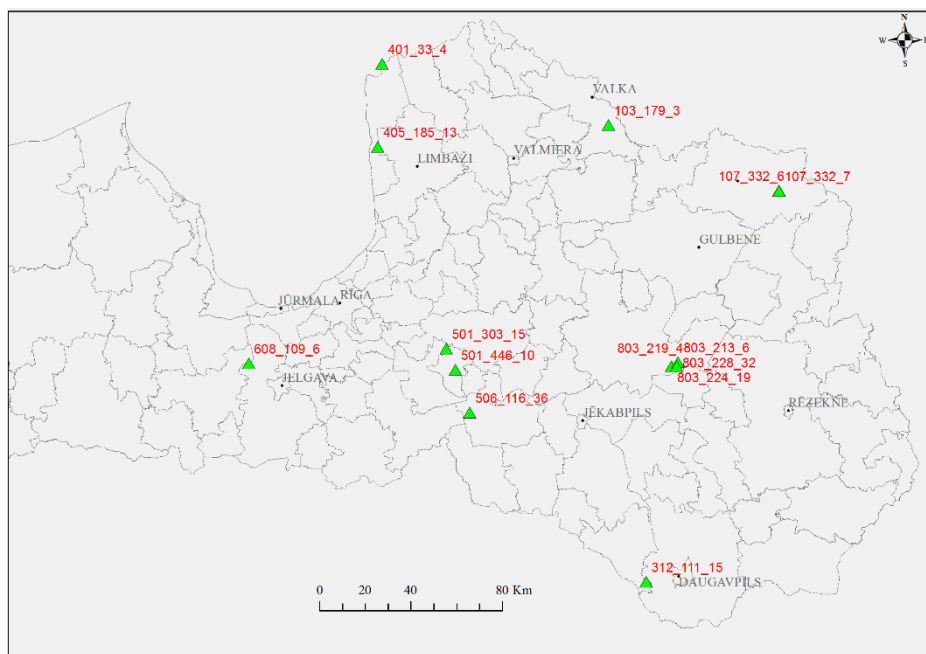 N
W E
S
401_33_4
VALKA
103_179_3
405_185_13
LIMBAŽI
VALMIERA
107_332_6107_332_7
GULBENE
RĪGA
JŪRMALA
501_303_15
803_219_4803_213_6
608_109_6
501_446_10
803_228_32
JELGAVA
803_224_19
506_116_36
RĒZEKNE
JĒKABPILS
312_111_15
DAUGAVPILS
0 20 40 80 Km
60